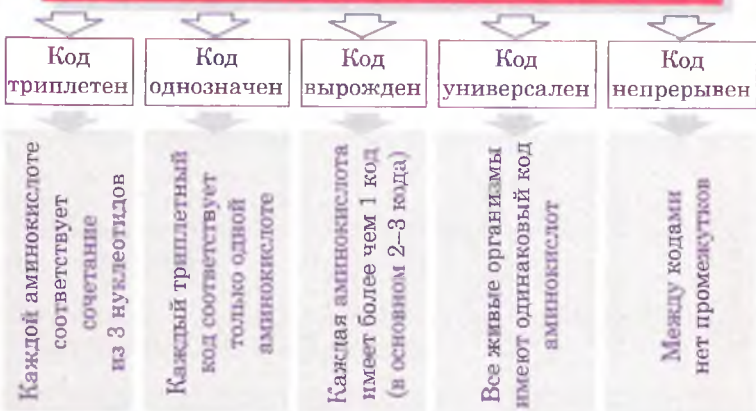 Код
триплетен
Код
однозначен
Код
вырожден
Код
универсален
Код
непрерывен
Каждой аминокислоте
соответствует
сочетание
из 3 нуклеотидов
Каждый триплетный
код соответствует
только одной
аминокислоте
Каждая аминокислота
имеет более чем 1 код
(в основном 2–3 кода)
Все живые организмы
имеют одинаковый код
аминокислот
Между кодами
нет промежутков